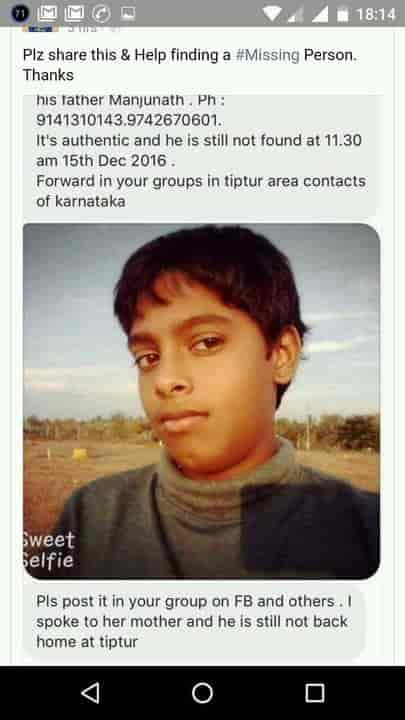 71
18:14
Plz share this & Help finding a #Missing Person.
Thanks
his father Manjunath . Ph :
9141310143.9742670601.
It's authentic and he is still not found at 11.30
am 15th Dec 2016 .
Forward in your groups in tiptur area contacts
of karnataka
Sweet
Selfie
Pls post it in your group on FB and others . I
spoke to her mother and he is still not back
home at tiptur